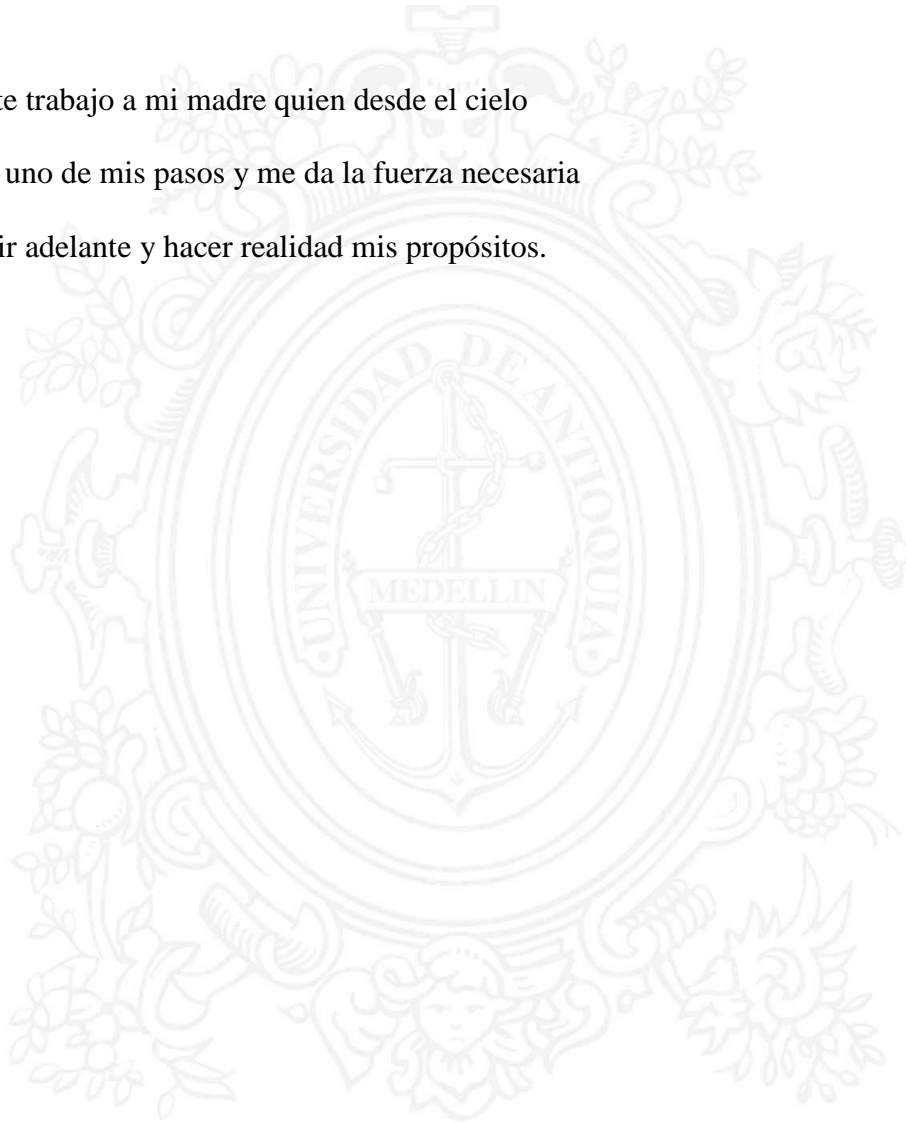 te trabajo a mi madre quien desde el cielo
uno de mis pasos y me da la fuerza necesaria
ir adelante y hacer realidad mis propósitos.
UNIVERSIDAD DE ANTIOQUIA
MEDELLIN